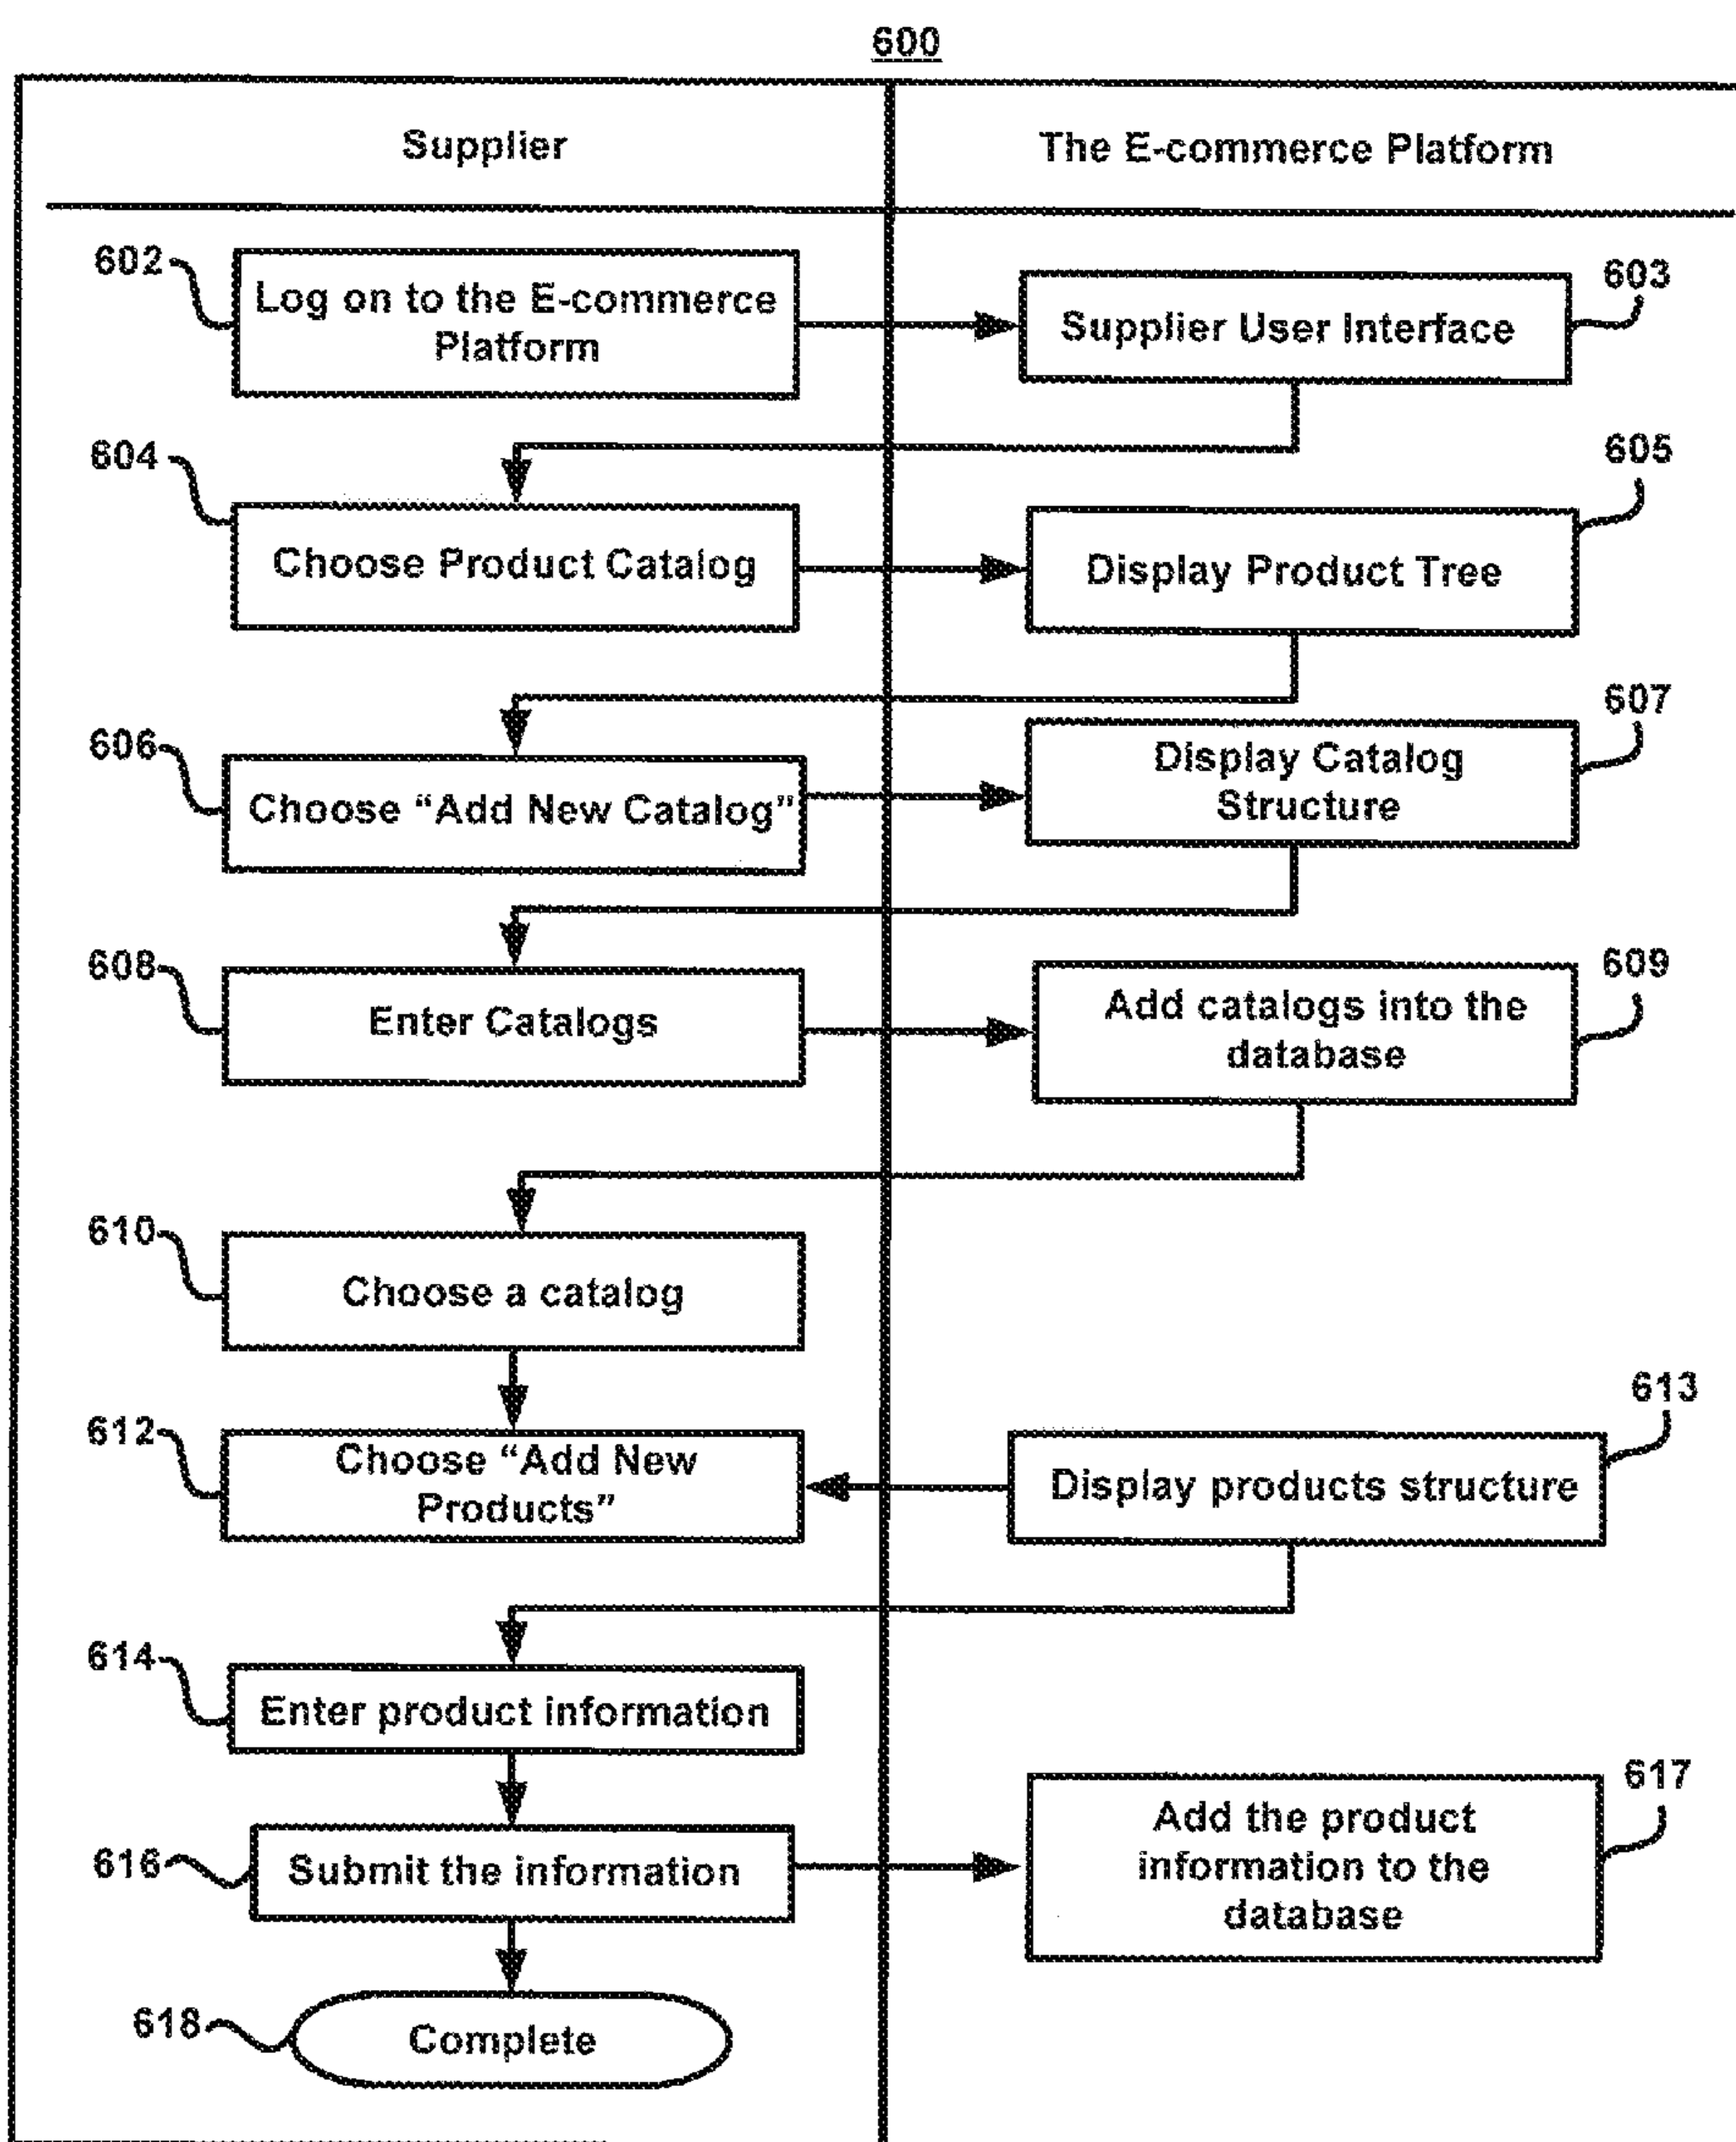 600
Supplier
The E-commerce Platform
602
Log on to the E-commerce
Platform
603
Supplier User Interface
604
Choose Product Catalog
605
Display Product Tree
606
Choose “Add New Catalog”
607
Display Catalog
Structure
608
Enter Catalogs
609
Add catalogs into the
database
610
Choose a catalog
612
Choose “Add New
Products”
613
Display products structure
614
Enter product information
616
Submit the information
617
Add the product
information to the
database
618
Complete